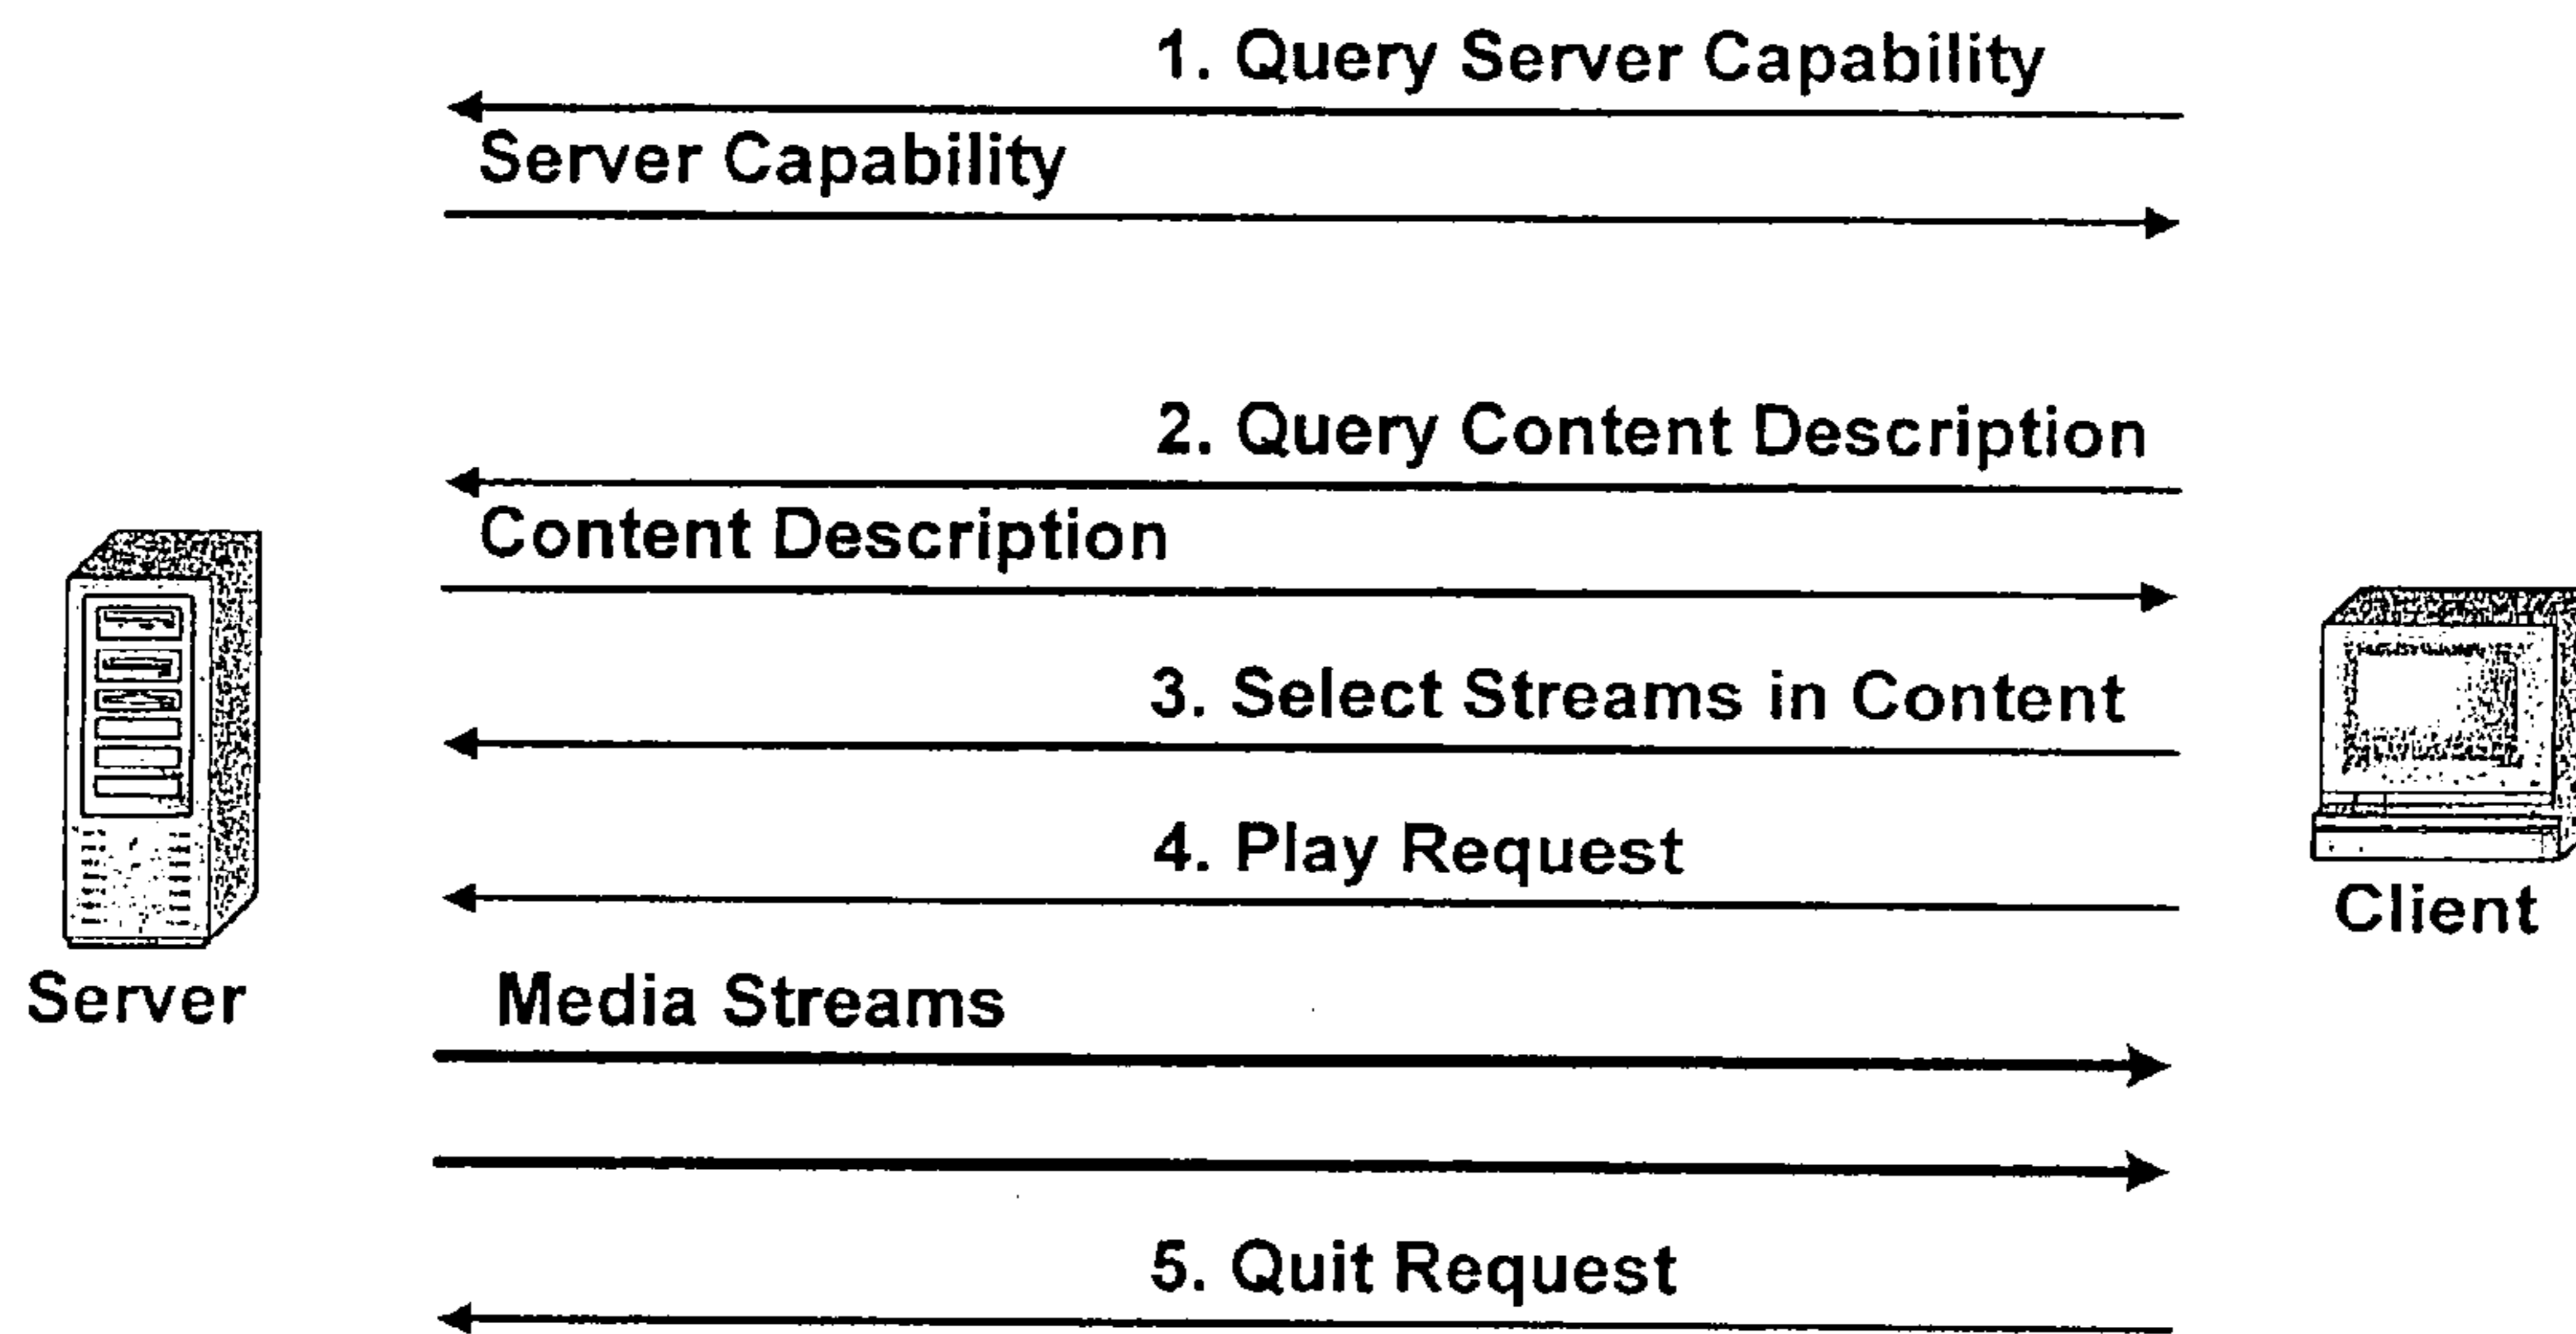 1. Query Server Capability
Server Capability
2. Query Content Description
Content Description
3. Select Streams in Content
4. Play Request
Client
Server
Media Streams
5. Quit Request